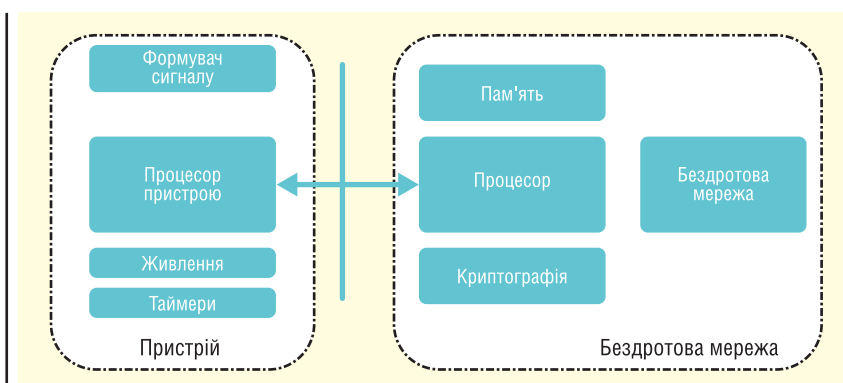 Формувач
сигналу
Процесор
пристрою
Живлення
Таймери
Пристрій
Пам'ять
Процесор
Криптографія
Бездротова
мережа
Бездротова мережа